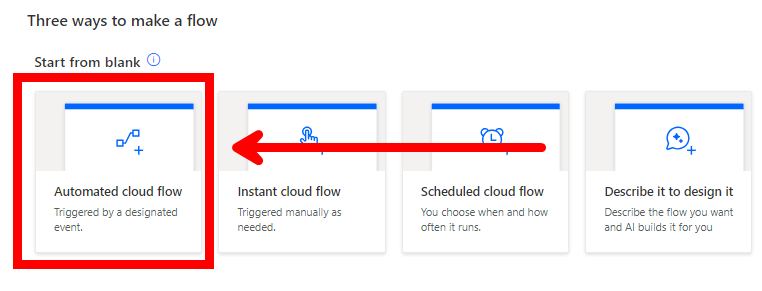 Three ways to make a flow
Start from blank
Automated cloud flow
Triggered by a designated
event.
Instant cloud flow
Triggered manually as
needed.
Scheduled cloud flow
You choose when and how
often it runs.
Describe it to design it
Describe the flow you want
and AI builds it for you